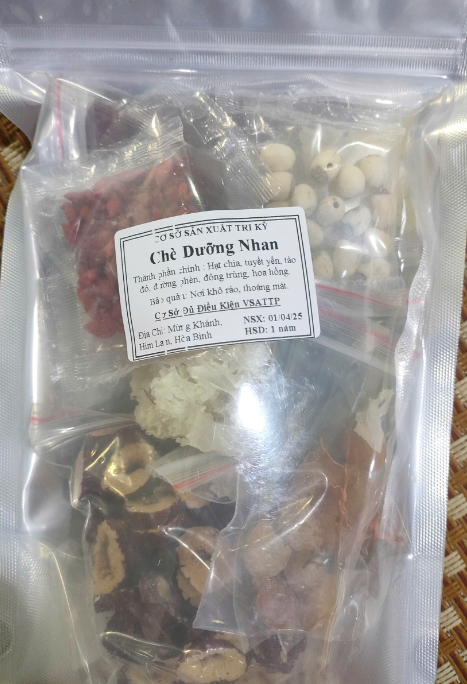 CƠ SỞ SẢN XUẤT TRI KỶ
Chè Dưỡng Nhan
Thành phần chính : Hạt chia, tuyết yến, táo
đỏ, đường phèn, đông trùng, hoa hồng.
Bảo quản: Nơi khô ráo, thoáng mát.
Cơ Sở Đủ Điều Kiện VSATTP
Địa Chỉ: Mừng Khánh, NSX: 01/04/25
Hòa Bình HSD: 1 năm